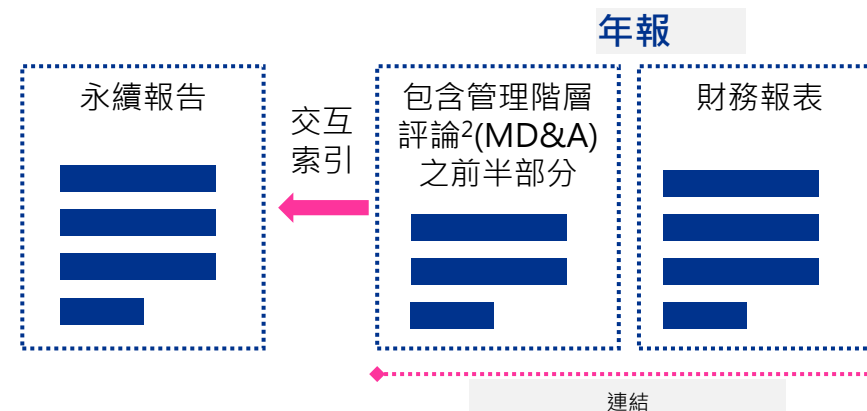 年報
永續報告
交互
索引
包含管理階層
評論2(MD&A)
之前半部分
財務報表
連結